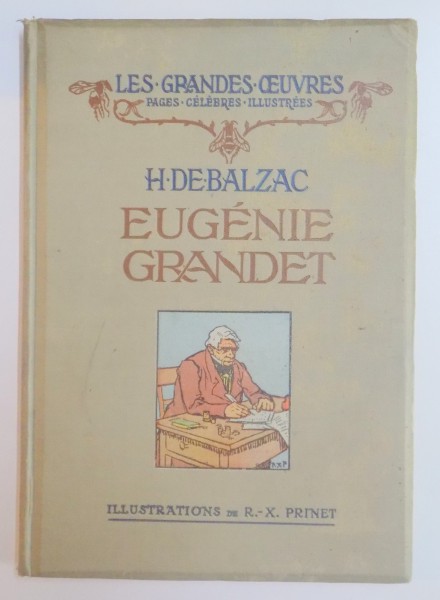 LES · GRANDES · ŒUVRES
PAGES · CÉLÈBRES · ILLUSTRÉES
H·DE·BALZAC
EUGÉNIE
GRANDET
R.X.P
ILLUSTRATIONS DE R.-X. PRINET